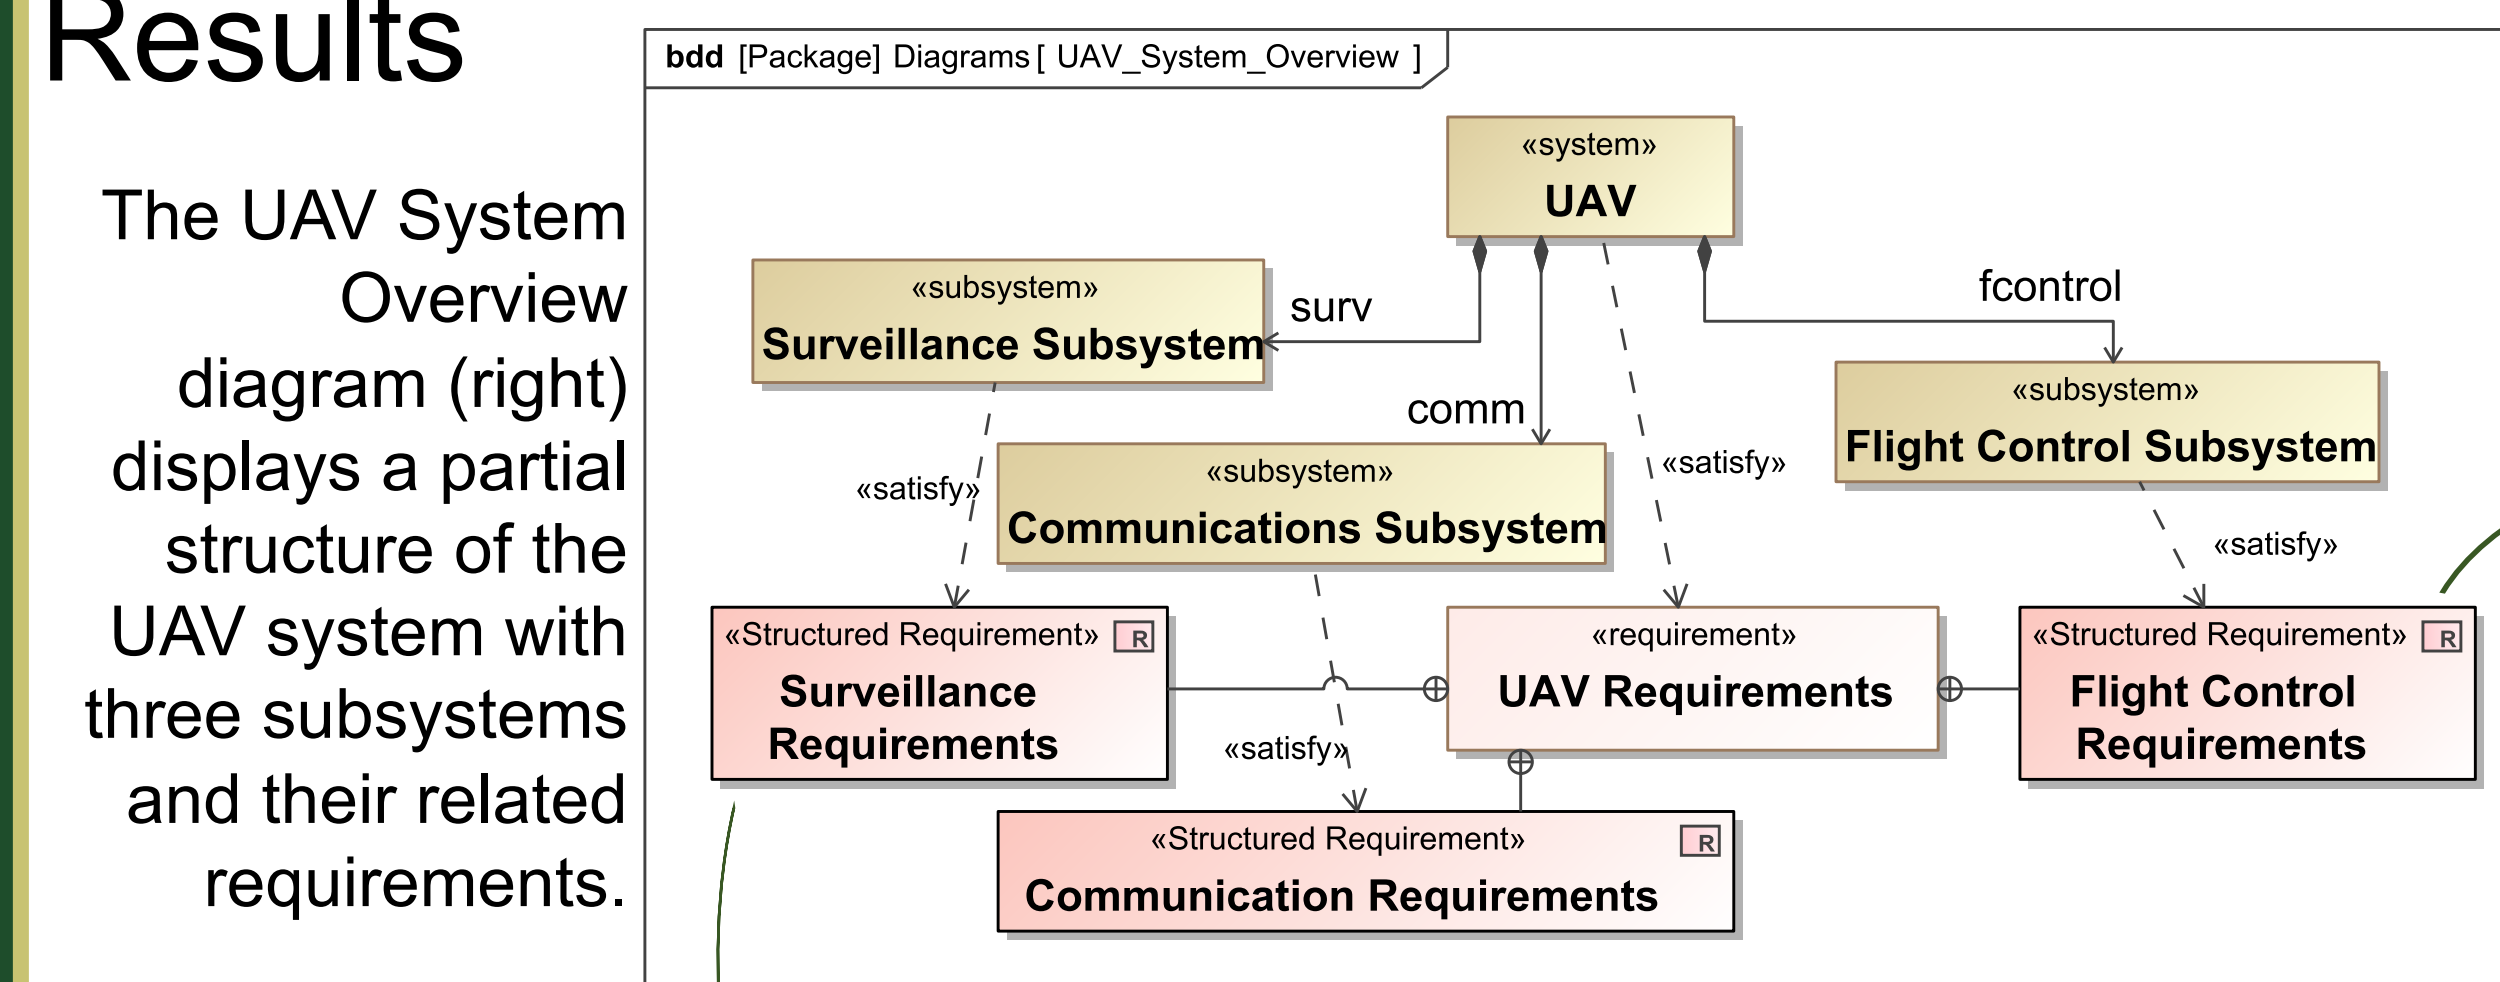 Results
The UAV System
Overview
diagram (right)
displays a partial
structure of the
UAV system with
three subsystems
and their related
requirements.
bdd [Package] Diagrams [ UAV_System_Overview ]
«system»
UAV
«subsystem»
Surveillance Subsystem
surv
fcontrol
comm
«subsystem»
Flight Control Subsystem
«subsystem»
Communications Subsystem
«satisfy»
«satisfy»
«satisfy»
«Structured Requirement»
R
Surveillance
Requirements
«requirement»
UAV Requirements
«Structured Requirement»
R
Flight Control
Requirements
«satisfy»
«Structured Requirement»
R
Communication Requirements